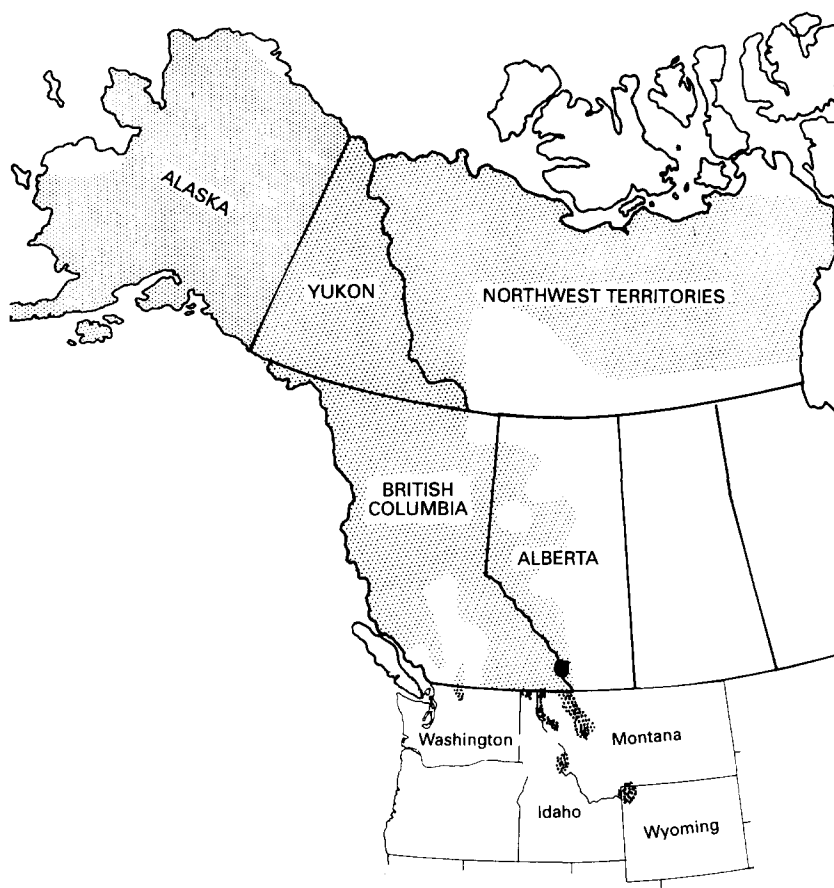 ALASKA
YUKON
NORTHWEST TERRITORIES
BRITISH
COLUMBIA
ALBERTA
Washington
Montana
Idaho
Wyoming